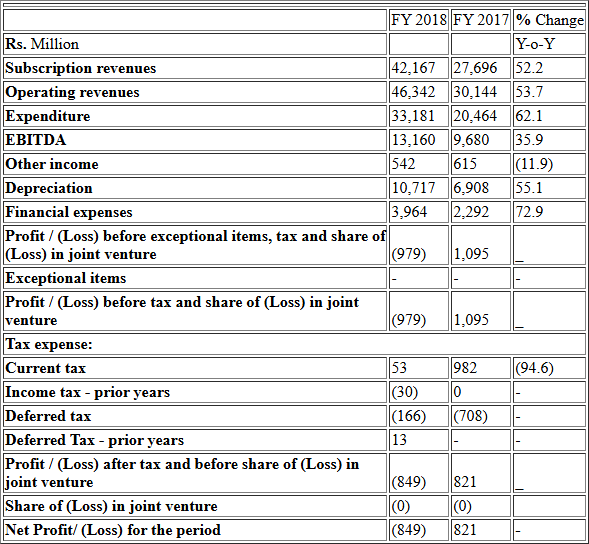 FY 2018 FY 2017 % Change
Rs. Million Y-o-Y
Subscription revenues 42,167 27,696 52.2
Operating revenues 46,342 30,144 53.7
Expenditure 33,181 20,464 62.1
EBITDA 13,160 9,680 35.9
Other income 542 615 (11.9)
Depreciation 10,717 6,908 55.1
Financial expenses 3,964 2,292 72.9
Profit / (Loss) before exceptional items, tax and share of
(Loss) in joint venture (979) 1,095 _
Exceptional items - - -
Profit / (Loss) before tax and share of (Loss) in joint
venture (979) 1,095 _
Tax expense:
Current tax 53 982 (94.6)
Income tax - prior years (30) 0 -
Deferred tax (166) (708) -
Deferred Tax - prior years 13 - -
Profit / (Loss) after tax and before share of (Loss) in
joint venture (849) 821 _
Share of (Loss) in joint venture (0) (0)
Net Profit/ (Loss) for the period (849) 821 -